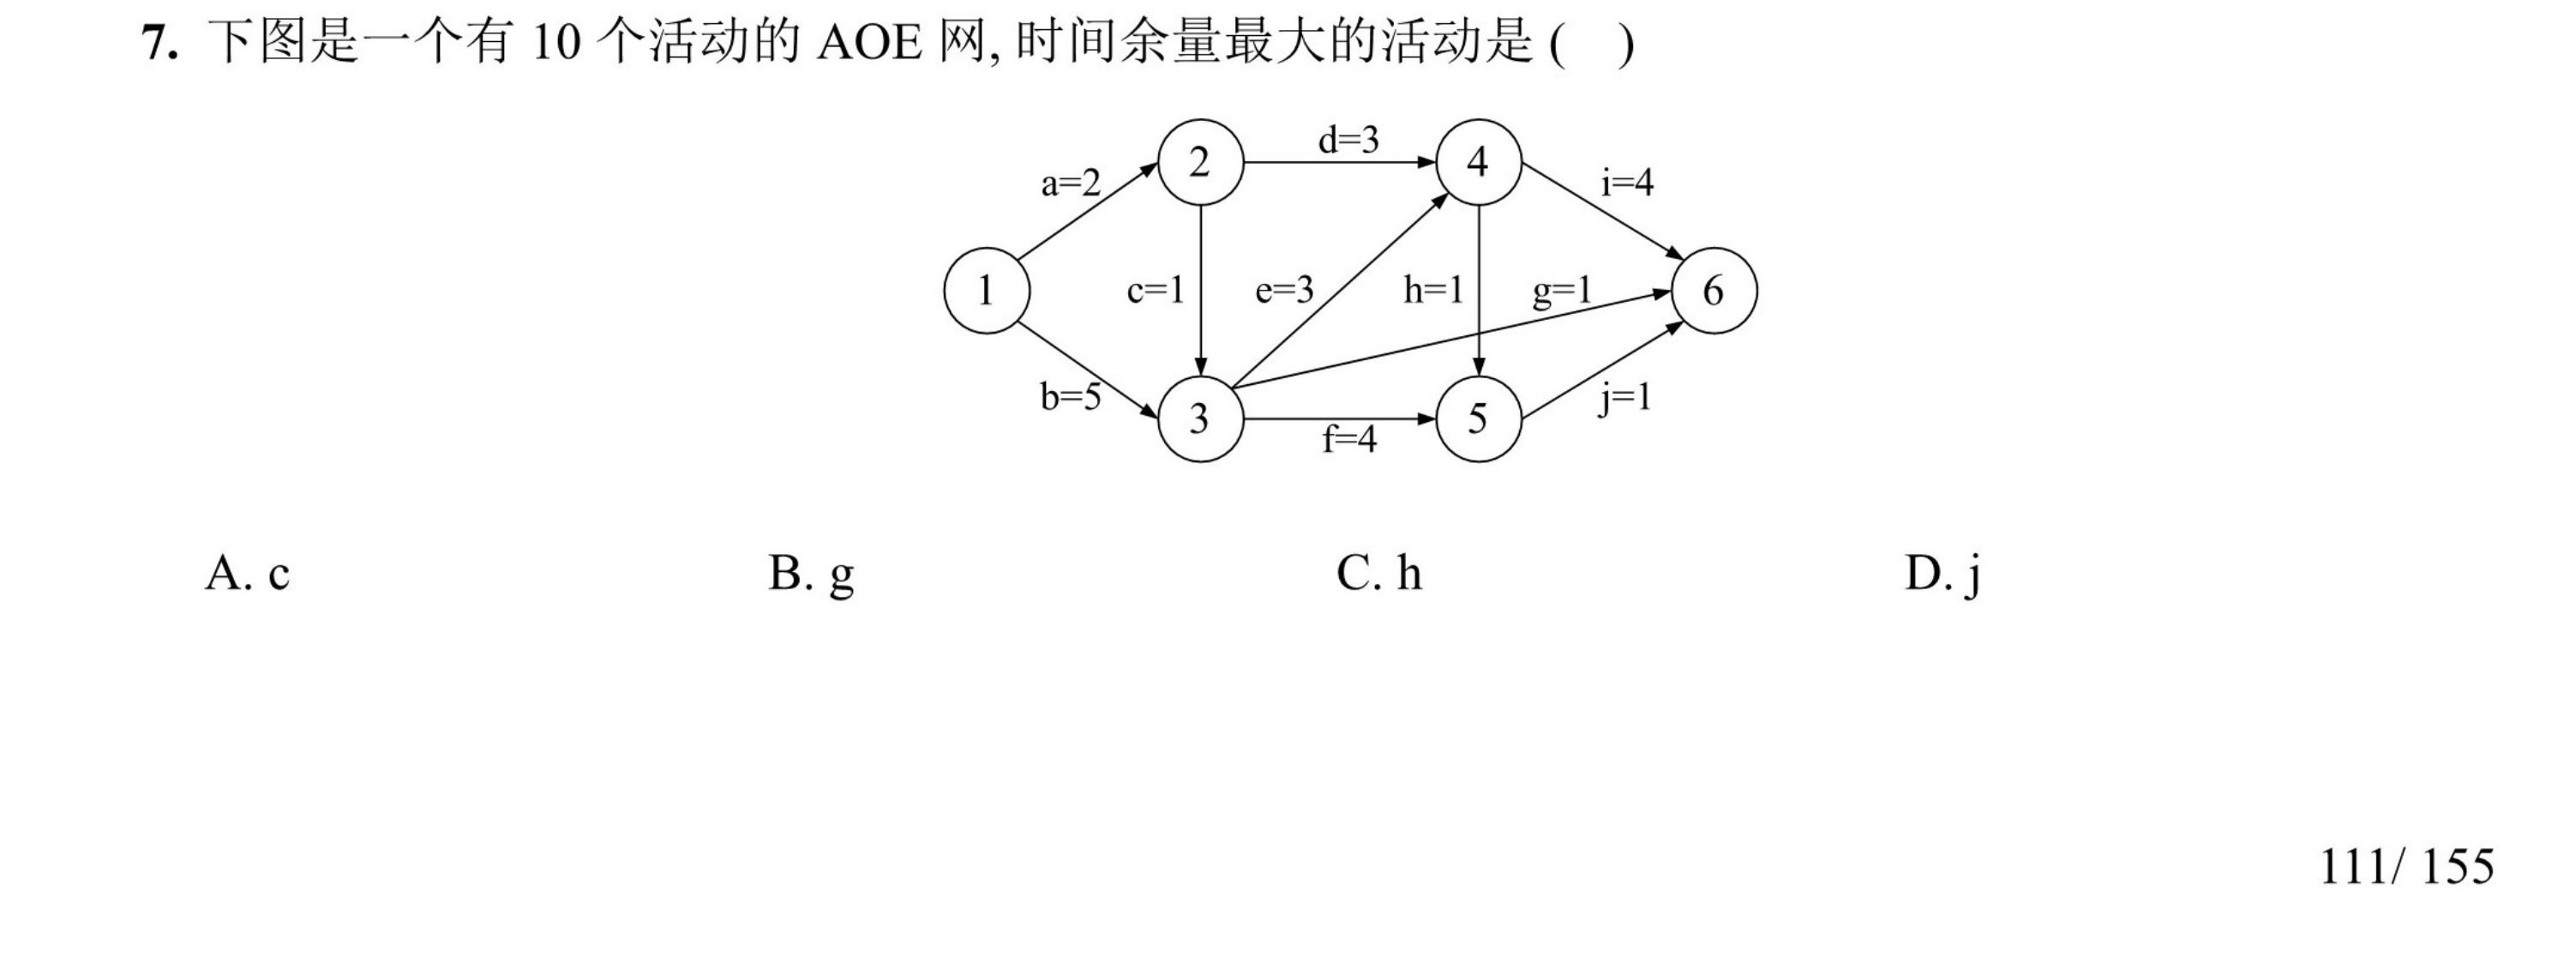 7. 下图是一个有 10 个活动的 AOE 网, 时间余量最大的活动是 ( )
2
d=3
4
a=2
i=4
1
c=1
e=3
h=1
g=1
6
b=5
3
f=4
5
j=1
A. c
B. g
C. h
D. j
111/ 155